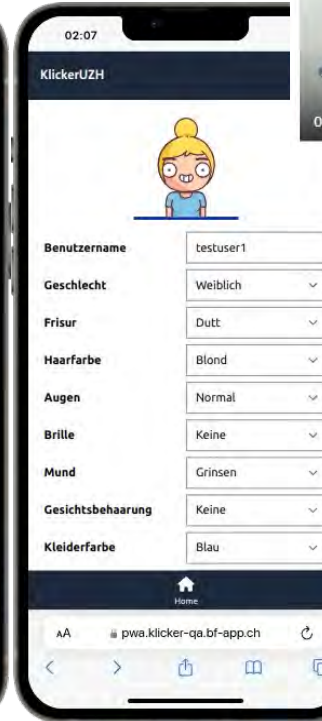 02:07
KlickerUZH
Benutzername testuser1
Geschlecht Weiblich
Frisur Dutt
Haarfarbe Blond
Augen Normal
Brille Keine
Mund Grinsen
Gesichtsbehaarung Keine
Kleiderfarbe Blau
Home
AA pwa.klicker-qa.bf-app.ch